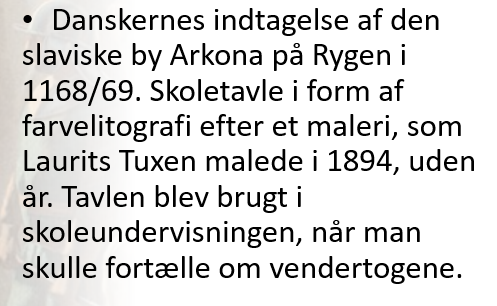 • Danskernes indtagelse af den
slaviske by Arkona på Rygen i
1168/69. Skoletavle i form af
farvelitografi efter et maleri, som
Laurits Tuxen malede i 1894, uden
år. Tavlen blev brugt i
skoleundervisningen, når man
skulle fortælle om vendertogene.